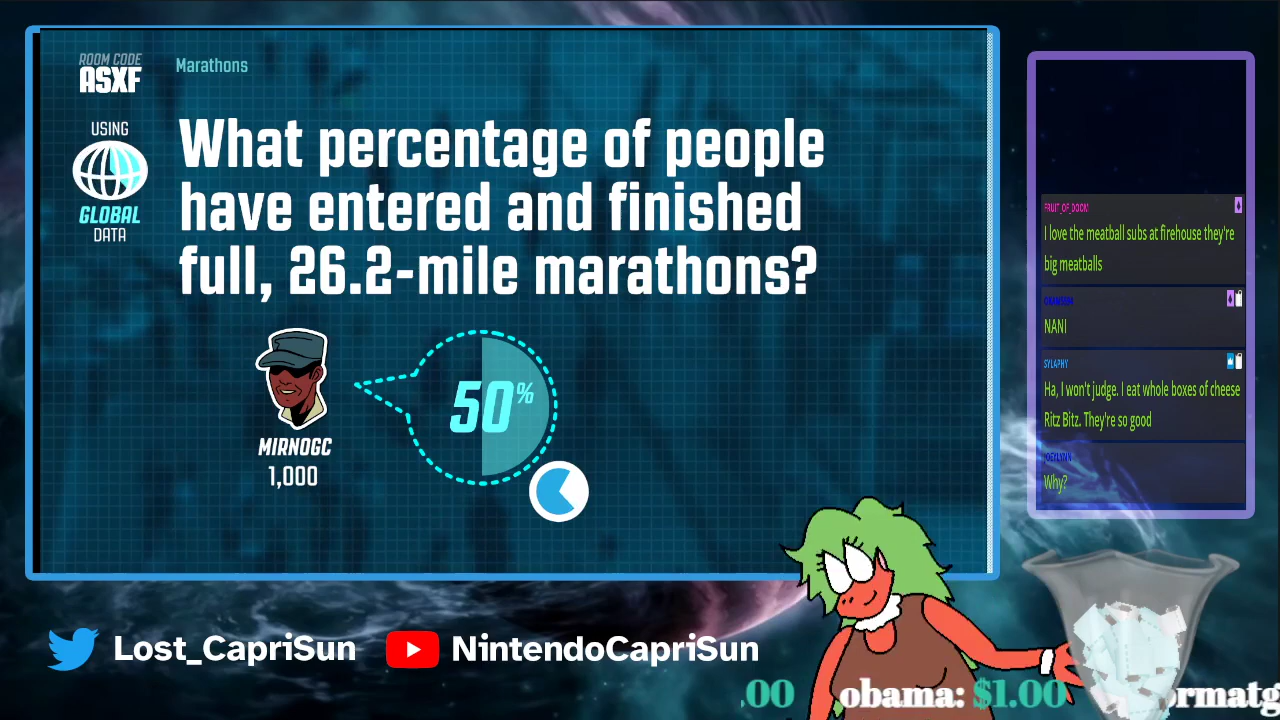 ROOM CODE
ASXF
Marathons
USING
GLOBAL
DATA
What percentage of people
have entered and finished
full, 26.2-mile marathons?
50%
MIRNOGC
1,000
FRUIT_OF_DOOM
I love the meatball subs at firehouse they're
big meatballs
NANI
SYLAPHY
Ha, I won't judge. I eat whole boxes of cheese
Ritz Bitz. They're so good
JOEYLYNN
Why?
Lost_CapriSun
NintendoCapriSun
.00 obama: $1.00 rmatg